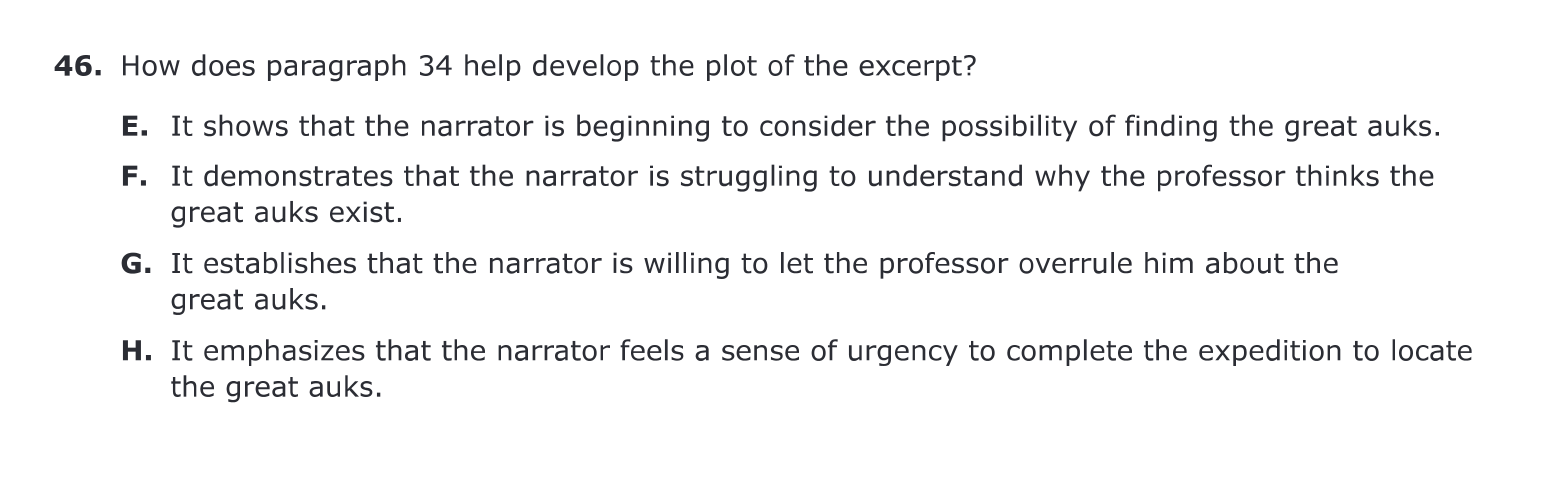 46. How does paragraph 34 help develop the plot of the excerpt?
E. It shows that the narrator is beginning to consider the possibility of finding the great auks.
F. It demonstrates that the narrator is struggling to understand why the professor thinks the
great auks exist.
G. It establishes that the narrator is willing to let the professor overrule him about the
great auks.
H. It emphasizes that the narrator feels a sense of urgency to complete the expedition to locate
the great auks.